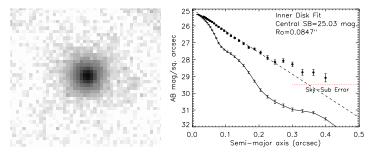 Inner Disk Fit
Central SB=25.03 mag.
Ro=0.0847"
Sky-Sub Error
AB mag/sq. arcsec
25
26
27
28
29
30
31
32
0.0 0.1 0.2 0.3 0.4 0.5
Semi-major axis (arcsec)